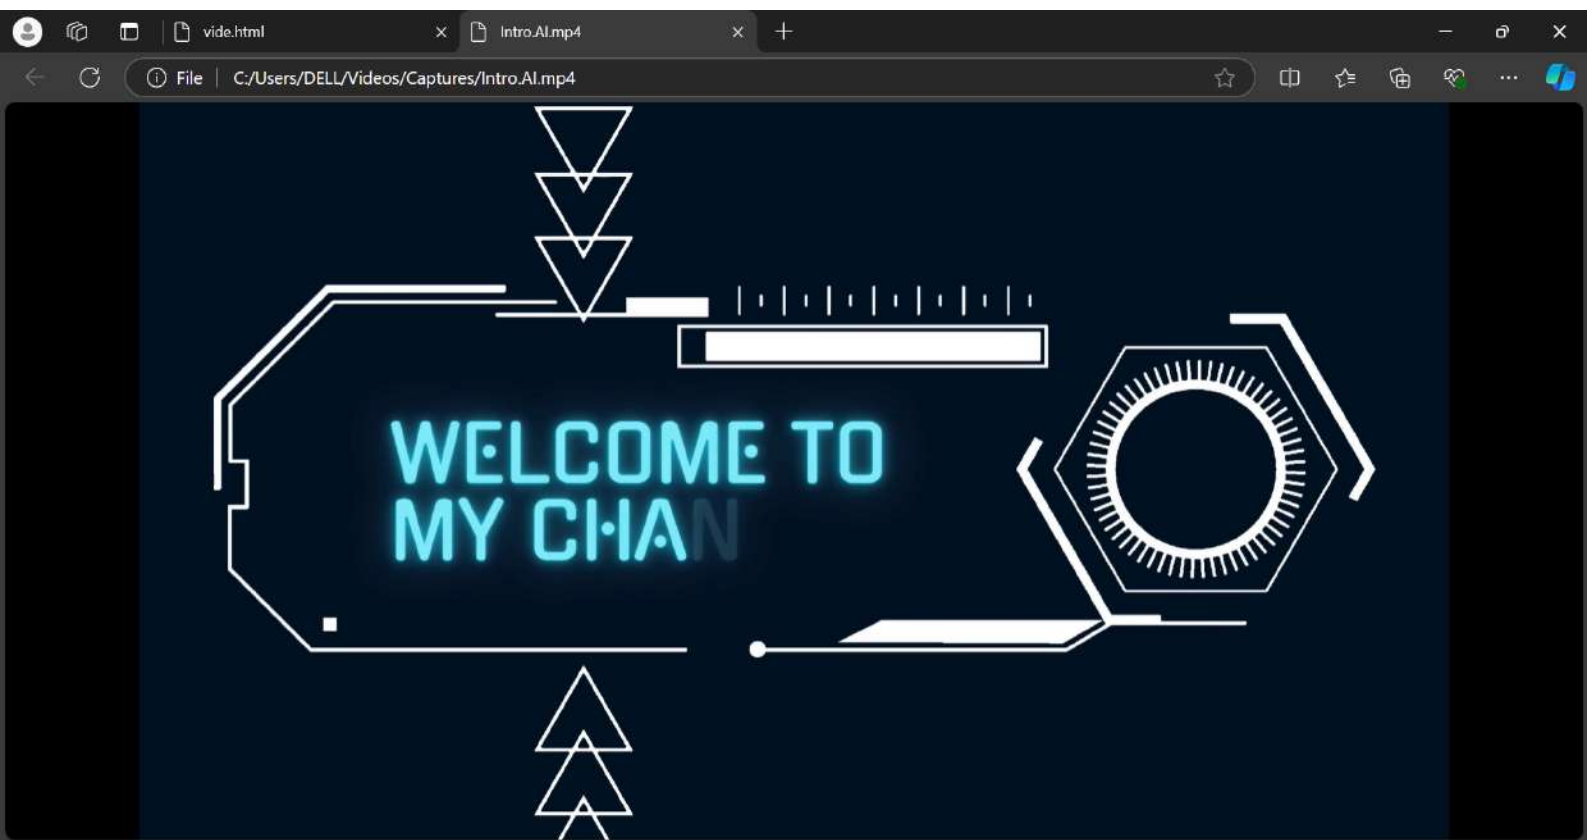 vide.html
Intro.AI.mp4
File
C:/Users/DELL/Videos/Captures/Intro.AI.mp4
WELCOME TO
MY CHAN